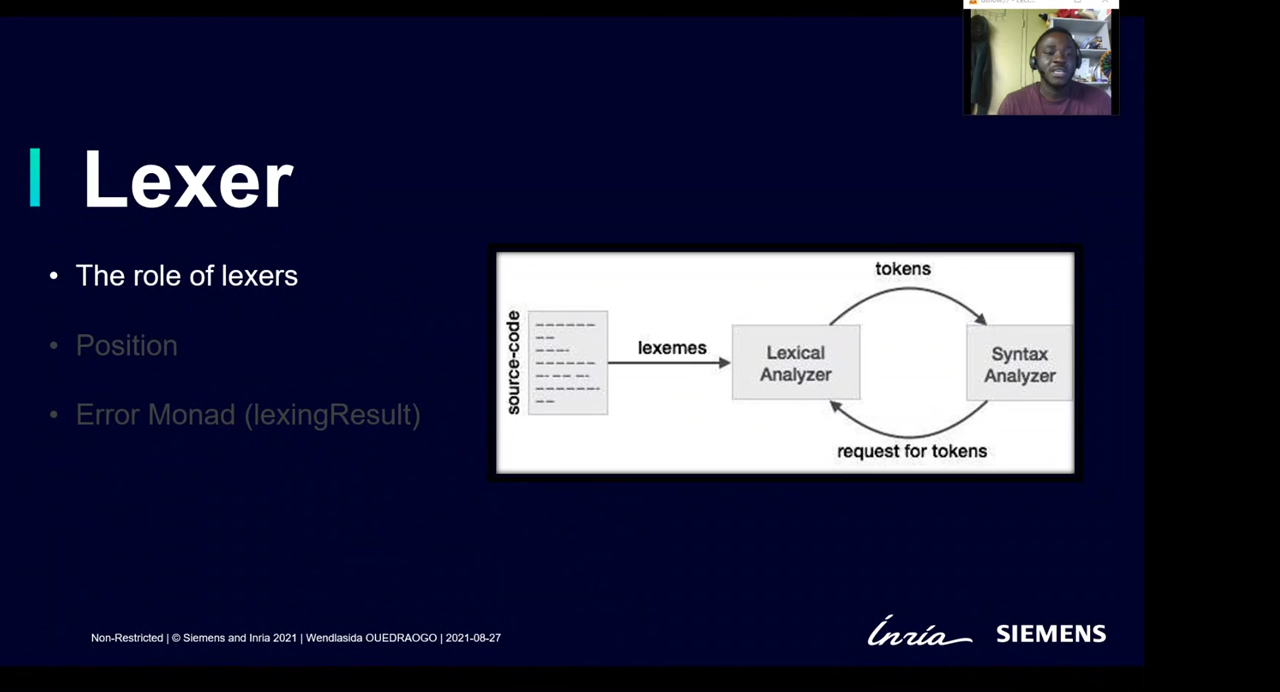 Lexer
• The role of lexers
• Position
• Error Monad (lexingResult)
source-code
lexemes
Lexical
Analyzer
tokens
Syntax
Analyzer
request for tokens
Non-Restricted | © Siemens and Inria 2021 | Wendlasida OUEDRAOGO | 2021-08-27
Inria
SIEMENS